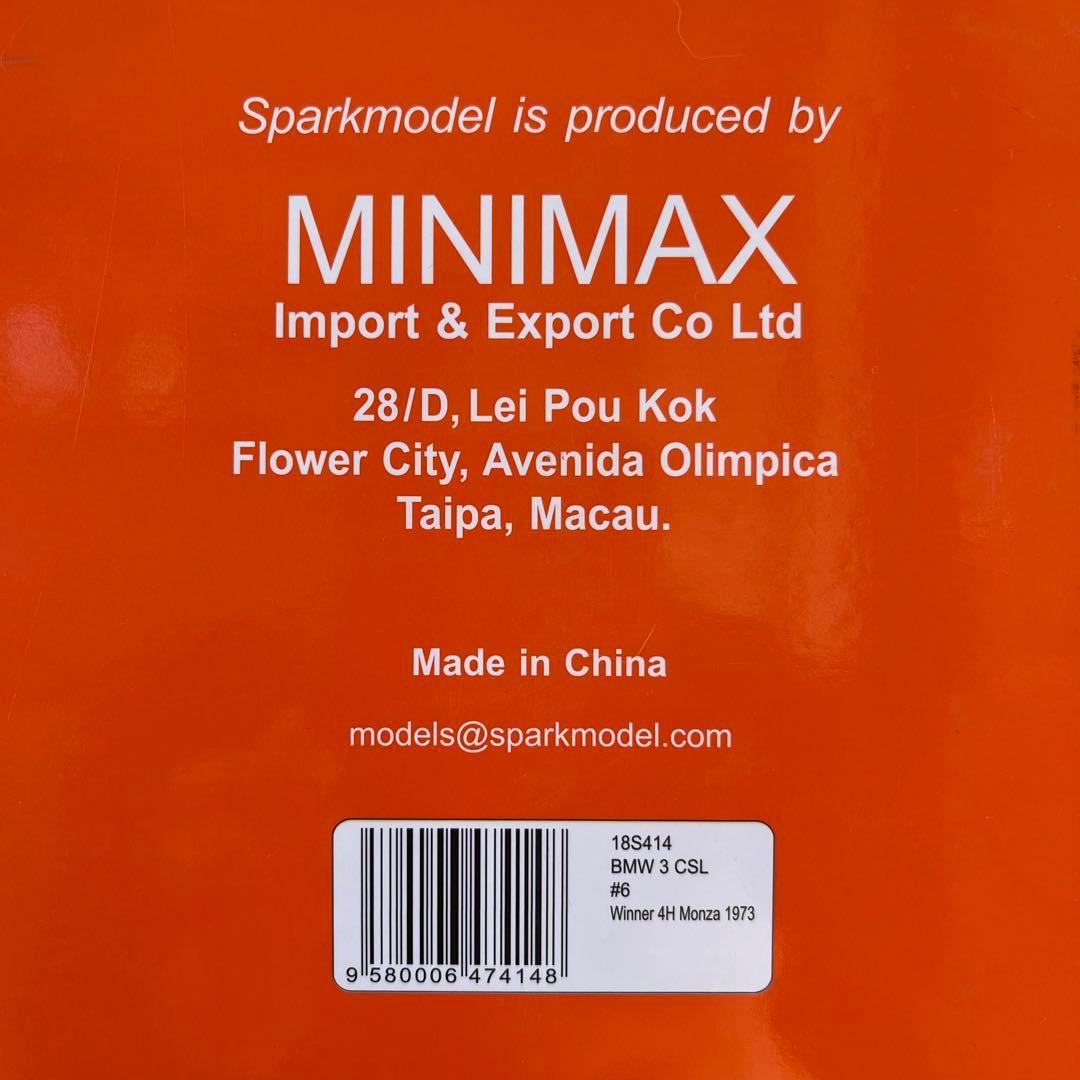 Sparkmodel is produced by
MINIMAX
Import & Export Co Ltd
28/D, Lei Pou Kok
Flower City, Avenida Olimpica
Taipa, Macau.
Made in China
models@sparkmodel.com
18S414
BMW 3 CSL
#6
Winner 4H Monza 1973
9 580006 474148